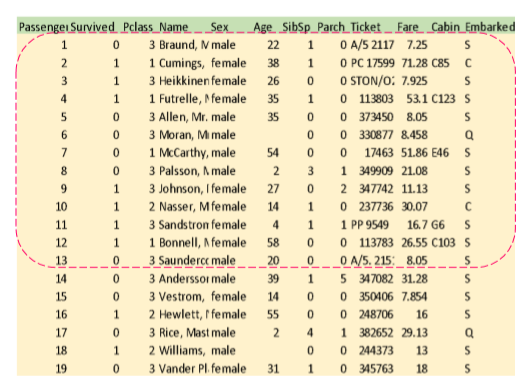 Passenger Survived Pclass Name Sex Age SibSp Parch Ticket Fare Cabin Embarked
1 0 3 Braund, M male 22 1 0 A/5 2117 7.25 S
2 1 1 Cumings, female 38 1 0 PC 17599 71.28 C85 C
3 1 3 Heikkinen female 26 0 0 STON/O2 7.925 S
4 1 1 Futrelle, female 35 1 0 113803 53.1 C123 S
5 0 3 Allen, Mr. male 35 0 0 373450 8.05 S
6 0 3 Moran, M male 0 0 330877 8.458 Q
7 0 1 McCarthy, male 54 0 0 17463 51.86 E46 S
8 0 3 Palsson, male 2 3 1 349909 21.08 S
9 1 3 Johnson, female 27 0 2 347742 11.13 S
10 1 2 Nasser, M female 14 1 0 237736 30.07 C
11 1 3 Sandstrom female 4 1 1 PP 9549 16.7 G6 S
12 1 1 Bonnell, female 58 0 0 113783 26.55 C103 S
13 0 3 Saunderco male 20 0 0 A/5. 215 8.05 S
14 0 3 Andersson male 39 1 5 347082 31.28 S
15 0 3 Vestrom, female 14 0 0 350406 7.854 S
16 1 2 Hewlett, female 55 0 0 248706 16 S
17 0 3 Rice, Mast male 2 4 1 382652 29.13 Q
18 1 2 Williams, male 0 0 244373 13 S
19 0 3 Vander Pl female 31 1 0 345763 18 S